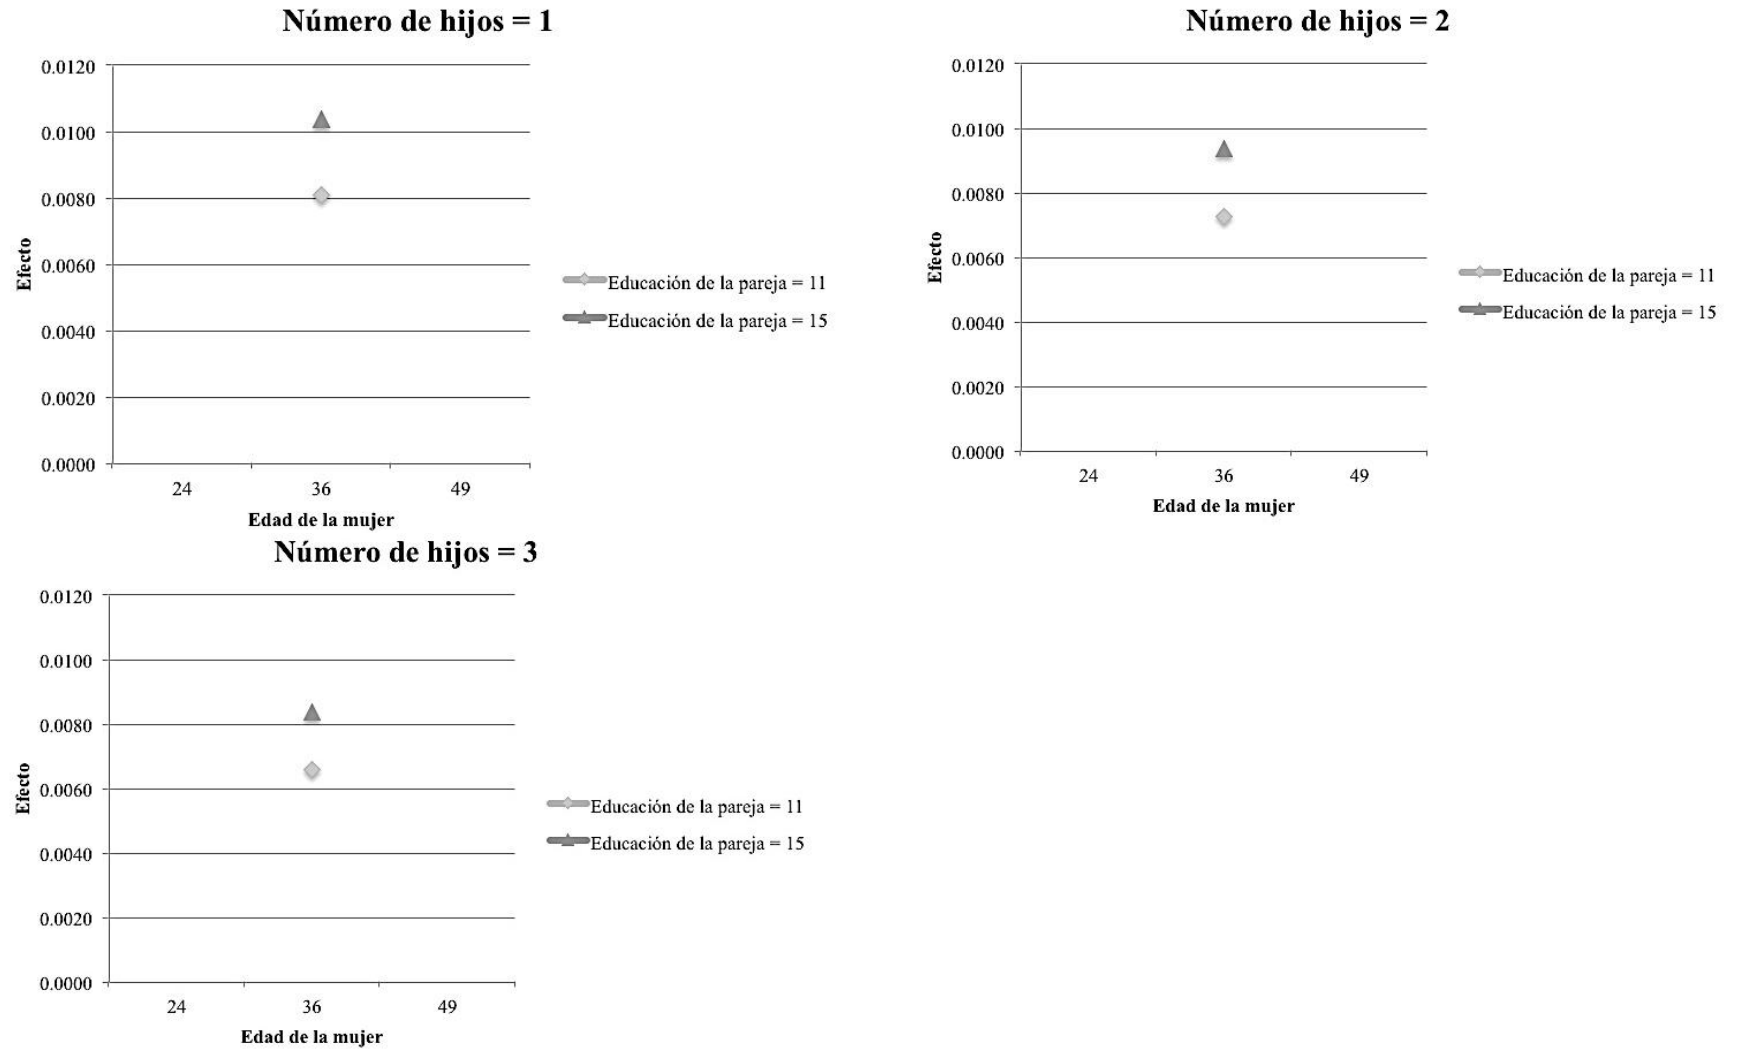 Número de hijos = 1
0.0120
0.0100
0.0080
0.0060
0.0040
0.0020
0.0000
Efecto
24 36 49
Edad de la mujer
Educación de la pareja = 11
Educación de la pareja = 15
Número de hijos = 2
0.0120
0.0100
0.0080
0.0060
0.0040
0.0020
0.0000
Efecto
24 36 49
Edad de la mujer
Educación de la pareja = 11
Educación de la pareja = 15
Número de hijos = 3
0.0120
0.0100
0.0080
0.0060
0.0040
0.0020
0.0000
Efecto
24 36 49
Edad de la mujer
Educación de la pareja = 11
Educación de la pareja = 15